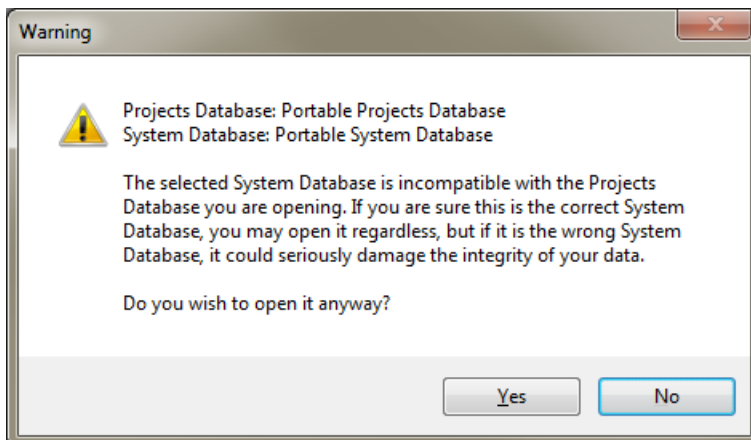 Warning
Projects Database: Portable Projects Database
System Database: Portable System Database
The selected System Database is incompatible with the Projects
Database you are opening. If you are sure this is the correct System
Database, you may open it regardless, but if it is the wrong System
Database, it could seriously damage the integrity of your data.
Do you wish to open it anyway?
Yes
No